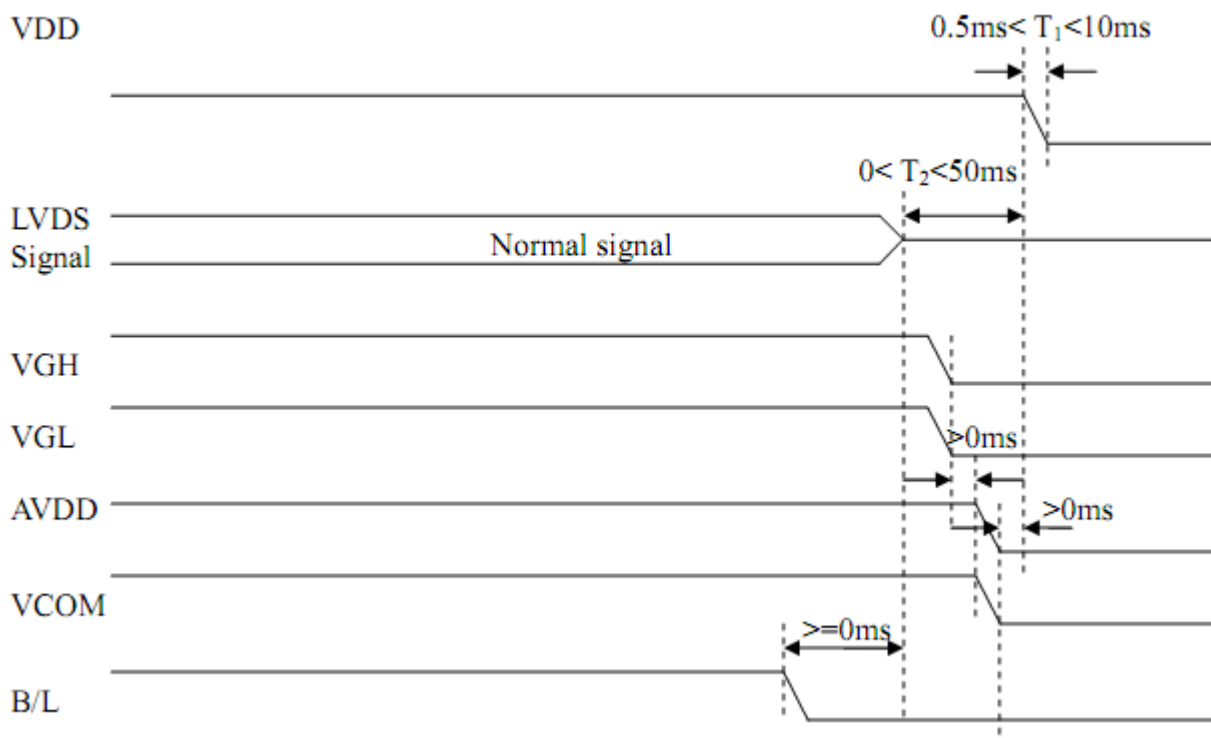 VDD
0.5ms< T₁<10ms
0< T₂<50ms
LVDS
Signal
Normal signal
VGH
VGL
>0ms
AVDD
>0ms
VCOM
>=0ms
B/L